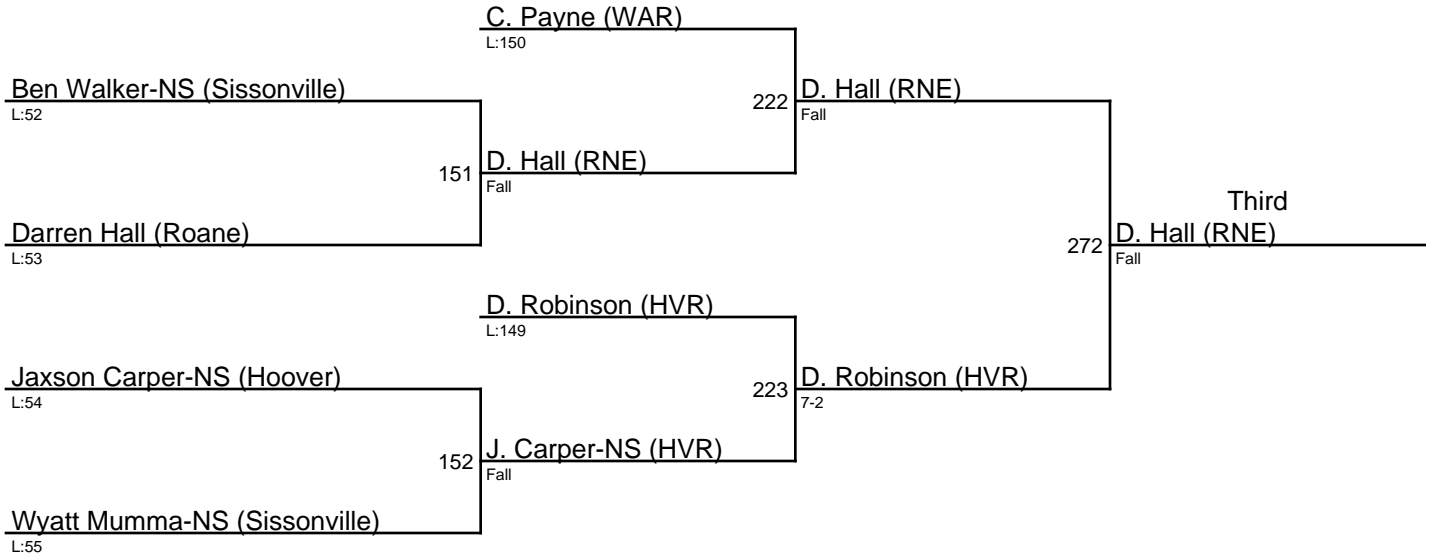 C. Payne (WAR)
L:150
Ben Walker-NS (Sissonville)
L:52
222
D. Hall (RNE)
Fall
151
D. Hall (RNE)
Fall
Darren Hall (Roane)
L:53
Third
272
D. Hall (RNE)
Fall
D. Robinson (HVR)
L:149
Jaxson Carper-NS (Hoover)
L:54
223
D. Robinson (HVR)
7-2
152
J. Carper-NS (HVR)
Fall
Wyatt Mumma-NS (Sissonville)
L:55